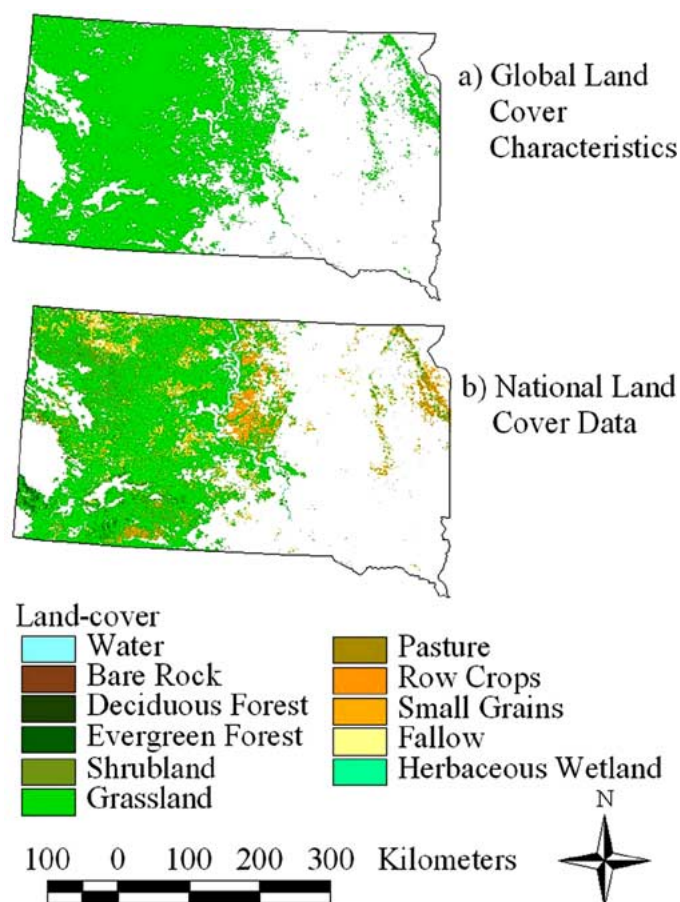 a) Global Land
Cover
Characteristics
b) National Land
Cover Data
Land-cover
Water
Bare Rock
Deciduous Forest
Evergreen Forest
Shrubland
Grassland
Pasture
Row Crops
Small Grains
Fallow
Herbaceous Wetland
N
100 0 100 200 300 Kilometers